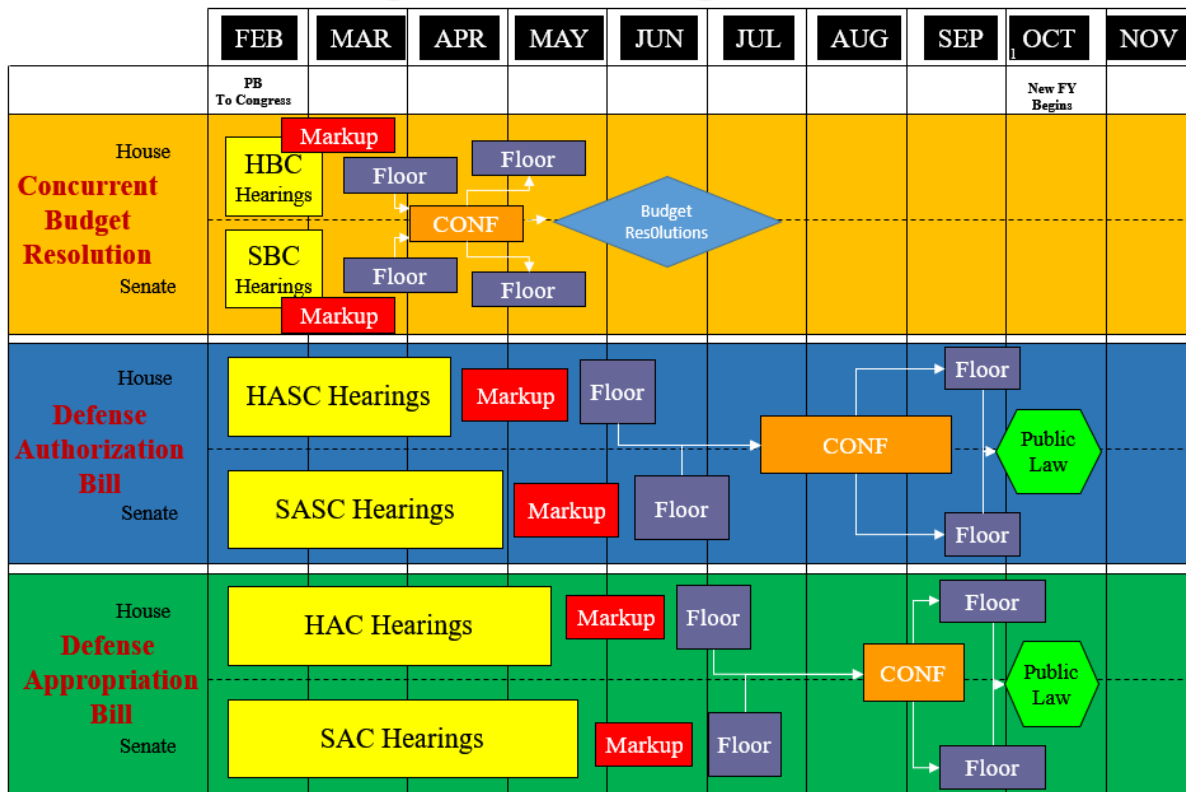 FEB MAR APR MAY JUN JUL AUG SEP 1 OCT NOV
PB
To Congress
New FY
Begins
Concurrent
Budget
Resolution
House
Senate
HBC
Hearings
Markup
Floor
SBC
Hearings
Markup
Floor
CONF
Floor
Floor
Budget
Res0lutions
Defense
Authorization
Bill
House
Senate
HASC Hearings
Markup
Floor
SASC Hearings
Markup
Floor
CONF
Floor
Floor
Public
Law
Defense
Appropriation
Bill
House
Senate
HAC Hearings
Markup
Floor
SAC Hearings
Markup
Floor
CONF
Floor
Floor
Public
Law